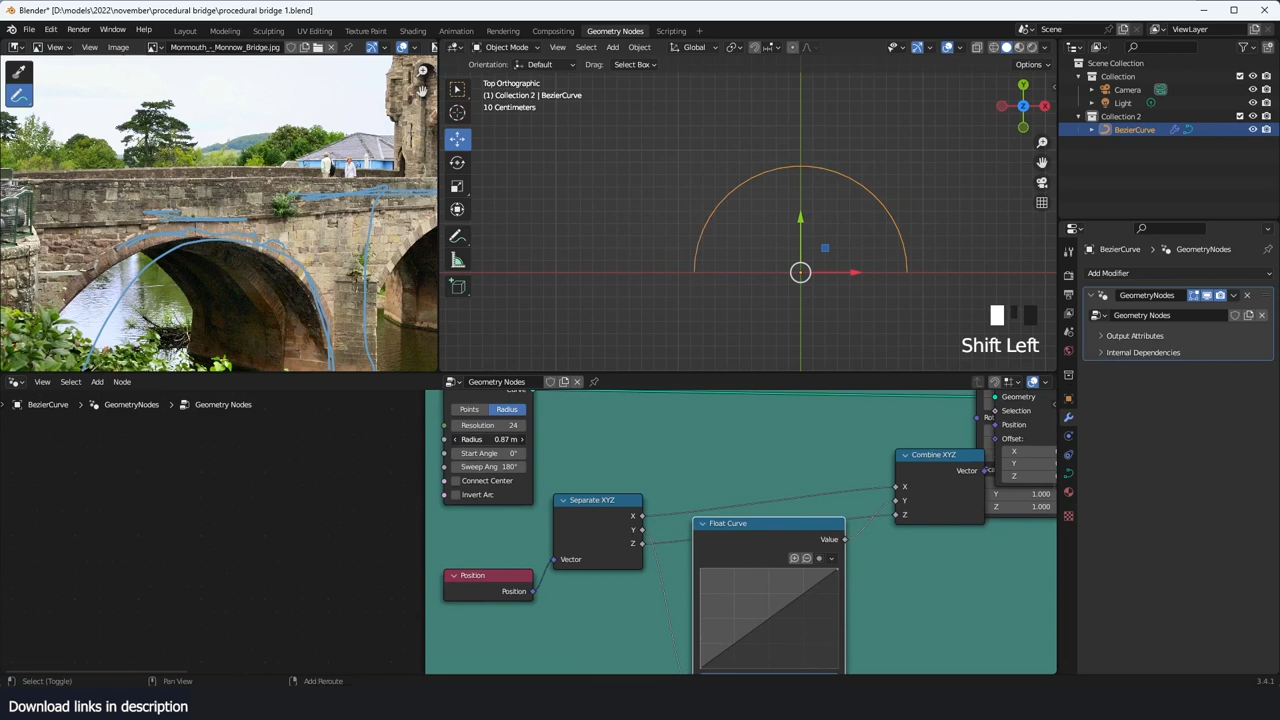 Blender* [D:\models\2022\november\procedural bridge\procedural bridge 1.blend]
File Edit Render Window Help Layout Modeling Sculpting UV Editing Texture Paint Shading Animation Rendering Compositing Geometry Nodes Scripting + Scene ViewLayer
View View Image Monmouth_-_Monnow_Bridge.jpg Object Mode View Select Add Object Global
Orientation: Default Drag: Select Box Options
Top Orthographic
(1) Collection 2 | BezierCurve
10 Centimeters
Y
X
Z
Shift Left
Scene Collection
Collection
Camera
Light
Collection 2
BezierCurve
BezierCurve > GeometryNodes
Add Modifier
GeometryNodes
Geometry Nodes
Output Attributes
Internal Dependencies
View Select Add Node Geometry Nodes
BezierCurve > GeometryNodes > Geometry Nodes
Curve
Points Radius
Resolution 24
Radius 0.87 m
Start Angle 0°
Sweep Ang 180°
Connect Center
Invert Arc
Separate XYZ
X
Y
Z
Vector
Position
Position
Float Curve
Value
Combine XYZ
Vector
X
Y
Z
Geometry
Selection
Position
Offset:
X
Y
Z
Y 1.000
Z 1.000
Select (Toggle) Pan View Add Reroute 3.4.1
Download links in description